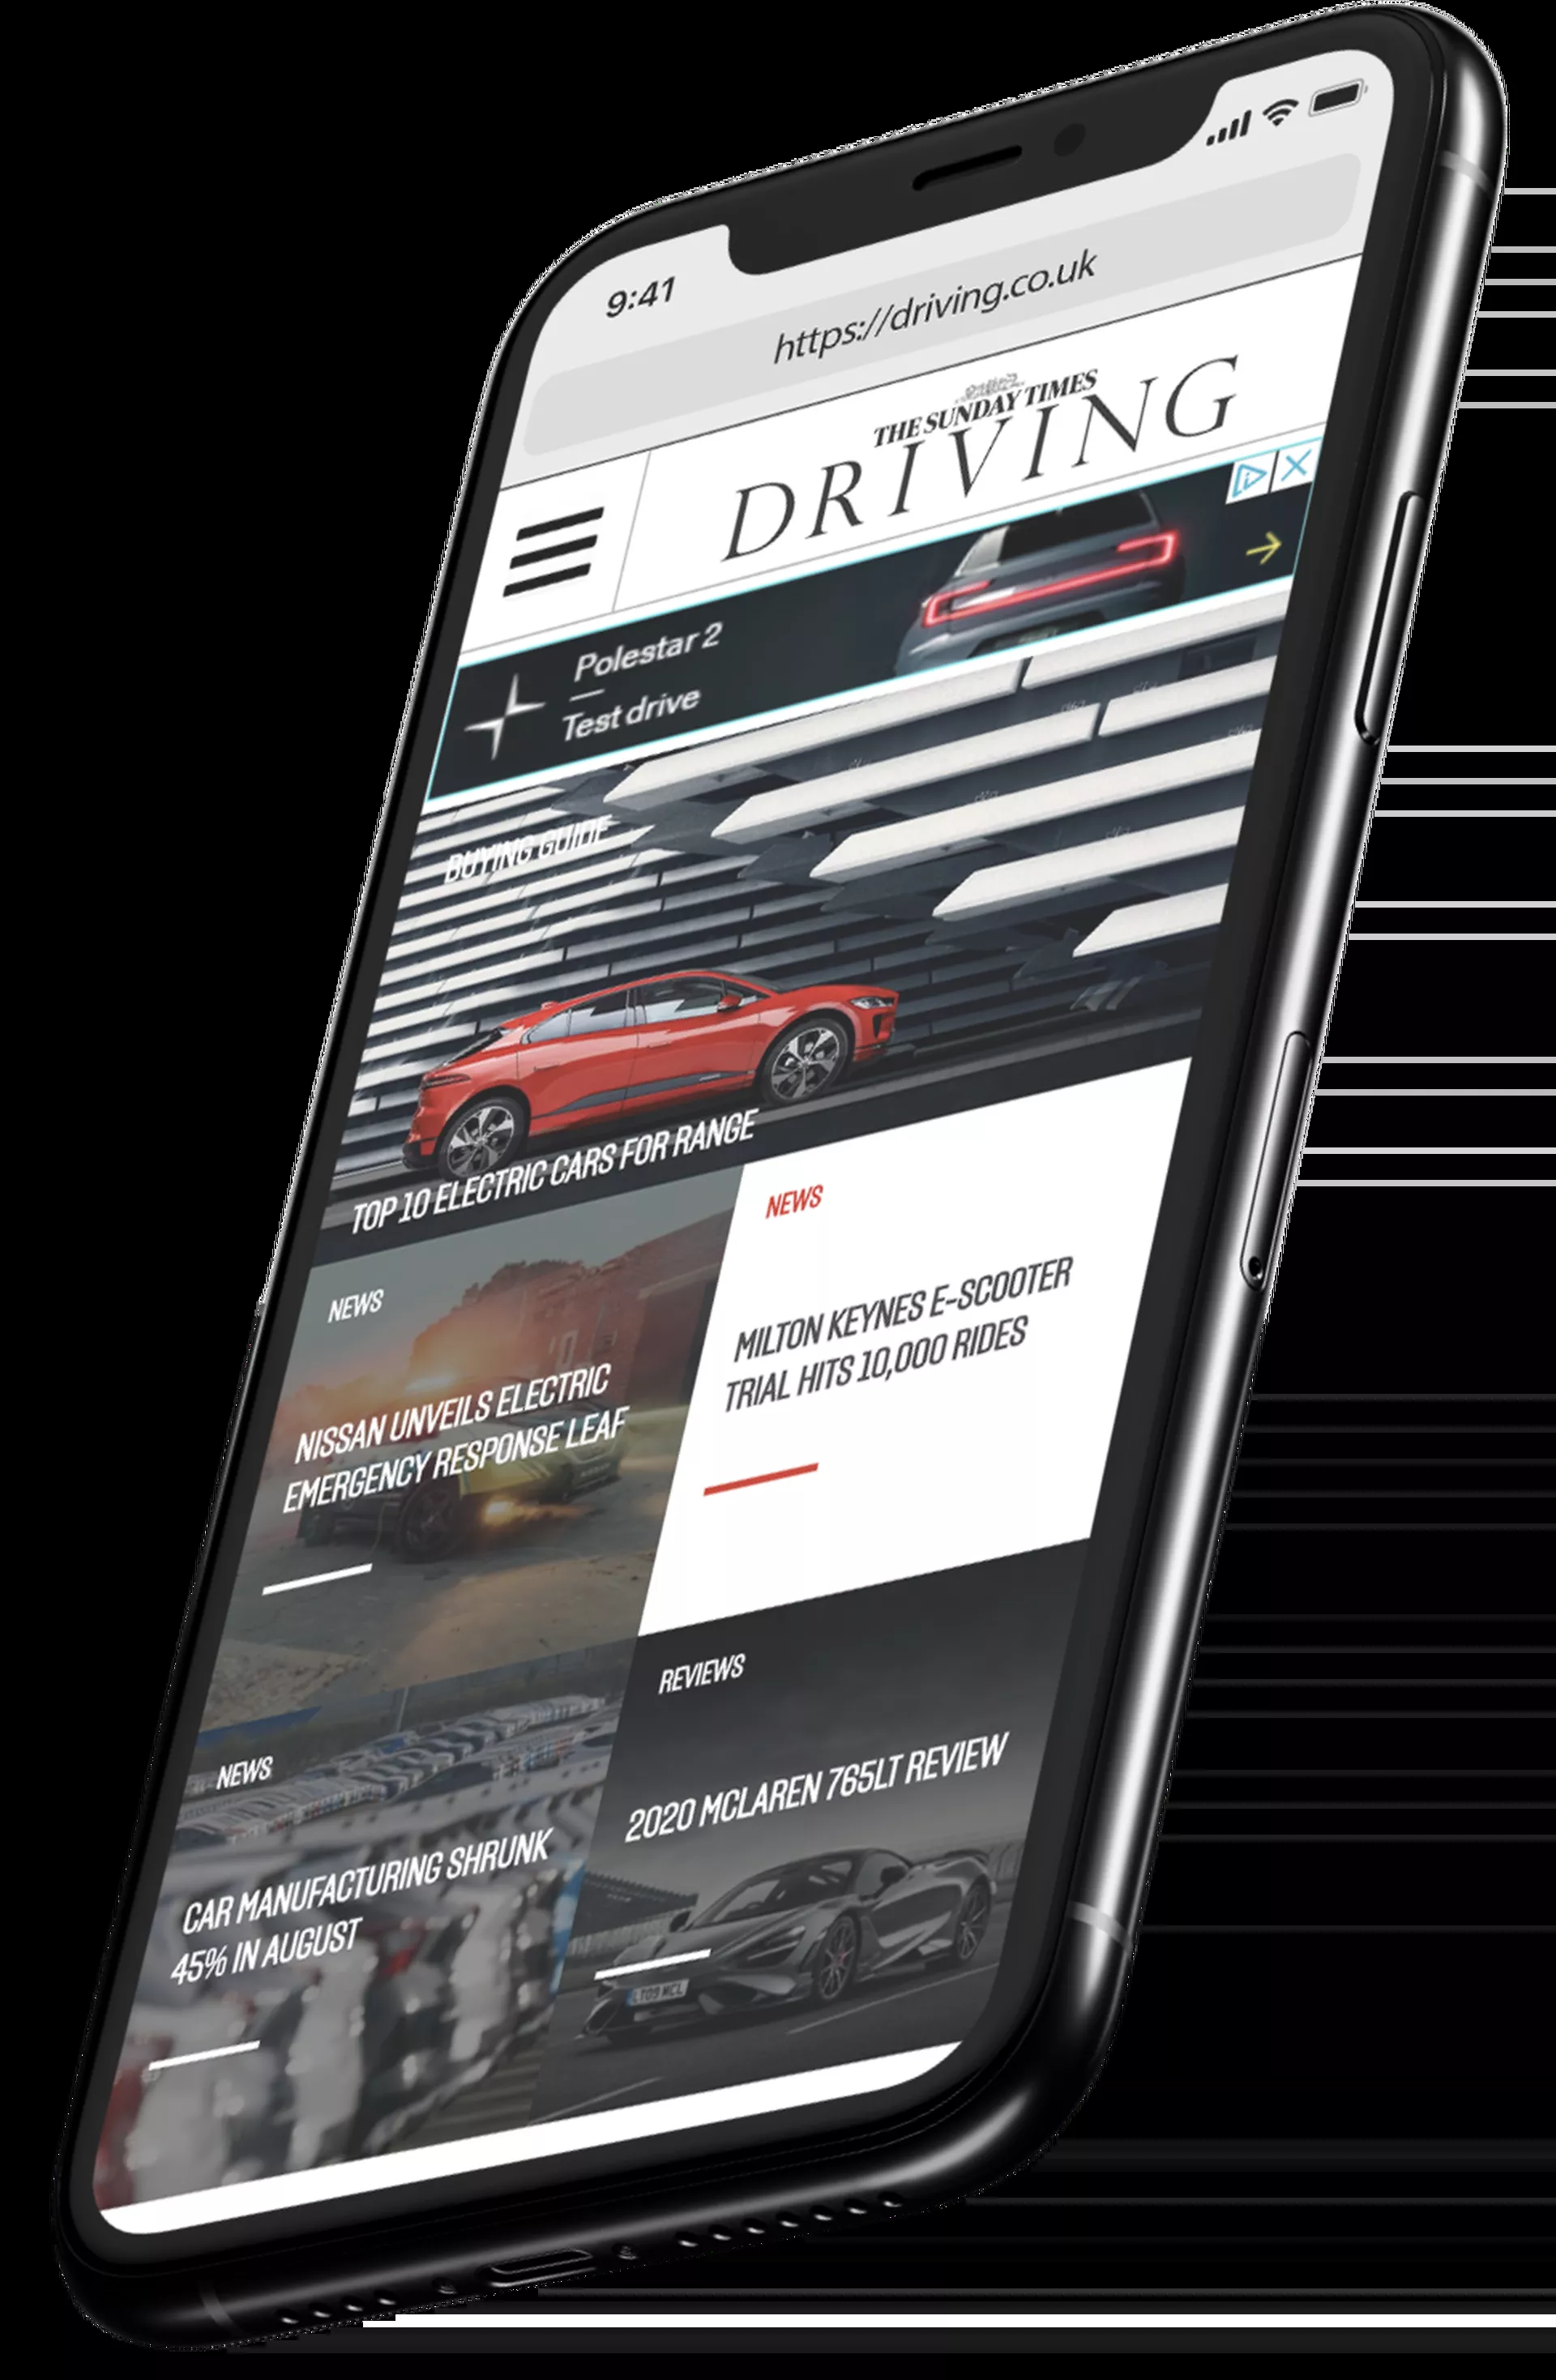 9:41
https://driving.co.uk
THE SUNDAY TIMES
DRIVING
Polestar 2
Test drive
BUYING GUIDE
TOP 10 ELECTRIC CARS FOR RANGE
NEWS
NISSAN UNVEILS ELECTRIC
EMERGENCY RESPONSE LEAF
NEWS
MILTON KEYNES E-SCOOTER
TRIAL HITS 10,000 RIDES
NEWS
CAR MANUFACTURING SHRUNK
45% IN AUGUST
REVIEWS
2020 MCLAREN 765LT REVIEW
LT09 MCL